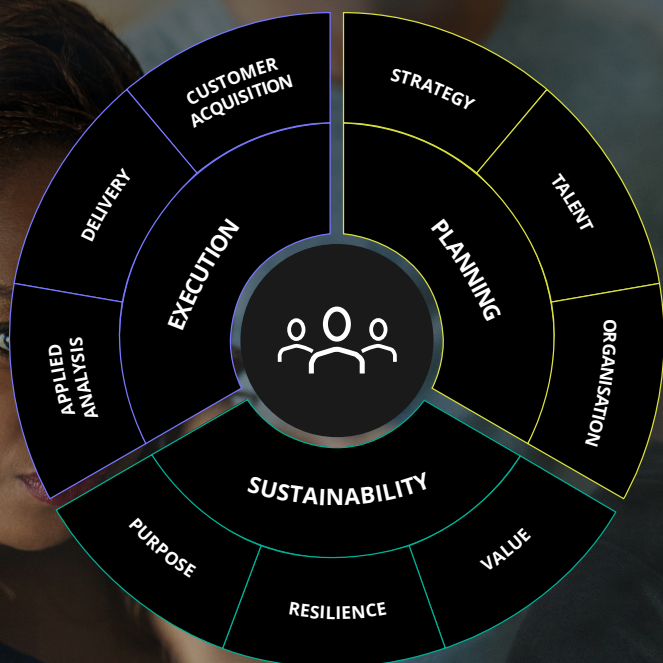 CUSTOMER
ACQUISITION
STRATEGY
DELIVERY
TALENT
EXECUTION
PLANNING
APPLIED
ANALYSIS
ORGANISATION
SUSTAINABILITY
PURPOSE
RESILIENCE
VALUE